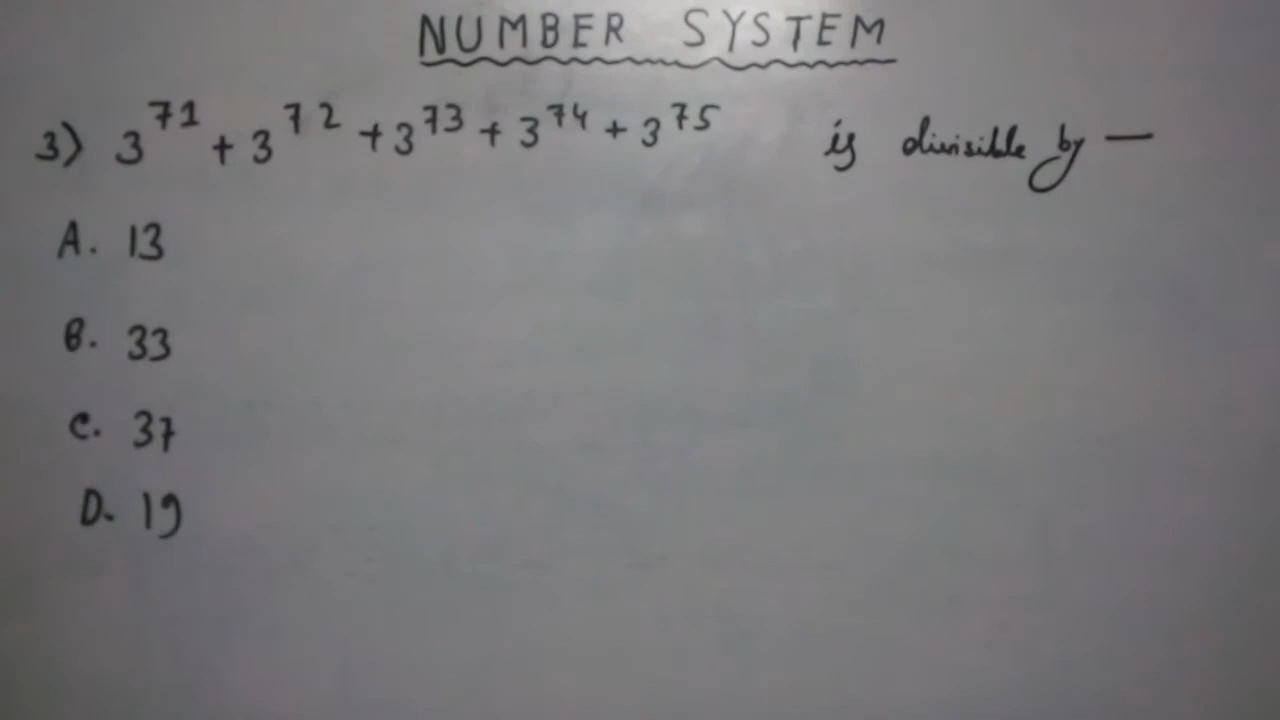 NUMBER SYSTEM
3) 3^71 + 3^72 + 3^73 + 3^74 + 3^75 is divisible by —
A. 13
B. 33
C. 37
D. 19